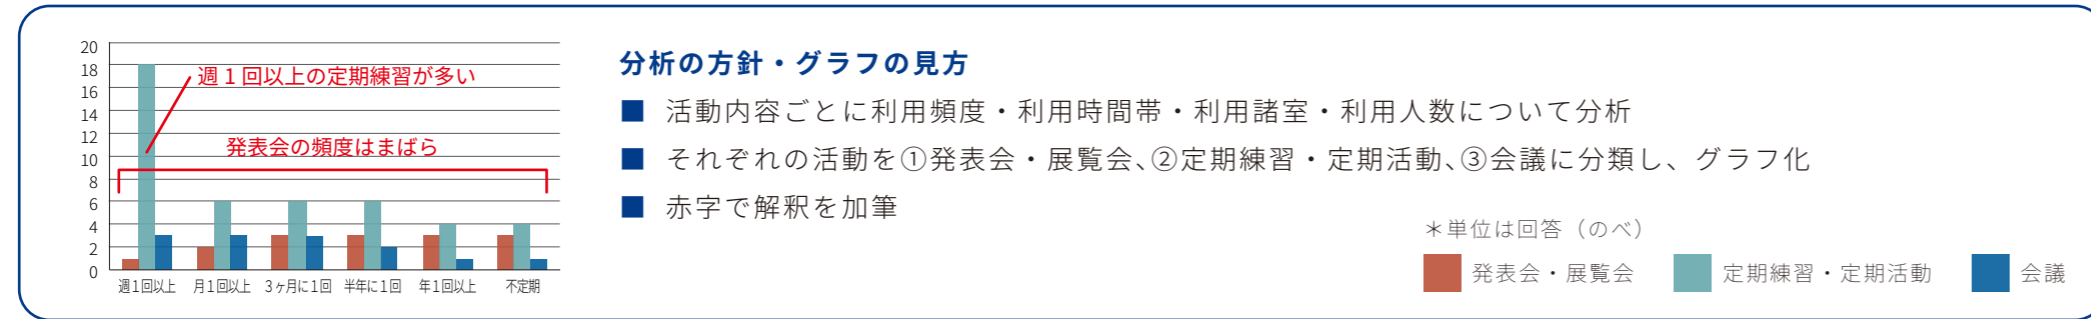 20
18
16
14
12
10
8
6
4
2
0
週1回以上の定期練習が多い
発表会の頻度はまばら
週1回以上 月1回以上 3ヶ月に1回 半年に1回 年1回以上 不定期
分析の方針・グラフの見方
■ 活動内容ごとに利用頻度・利用時間帯・利用諸室・利用人数について分析
■ それぞれの活動を①発表会・展覧会、②定期練習・定期活動、③会議に分類し、グラフ化
■ 赤字で解釈を加筆
＊単位は回答（のべ）
発表会・展覧会 定期練習・定期活動 会議